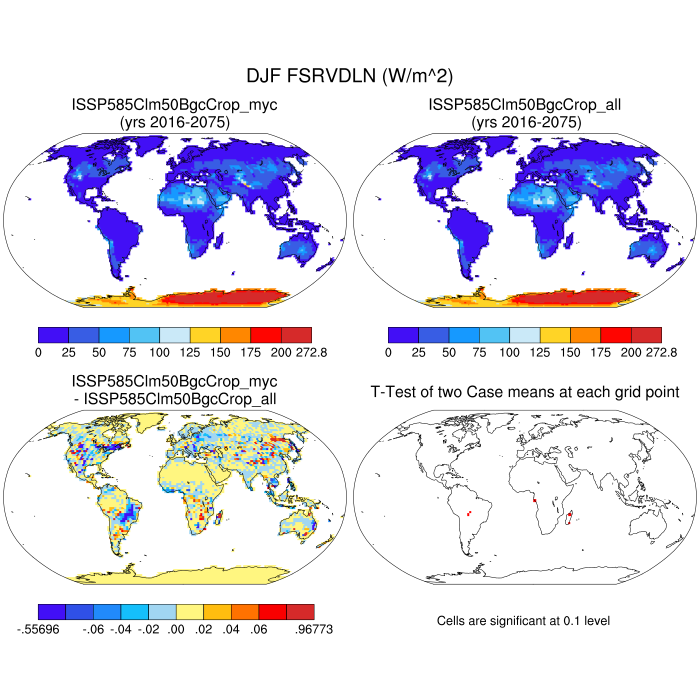 DJF FSRVDLN (W/m^2)
ISSP585Clm50BgcCrop_myc
(yrs 2016-2075)
ISSP585Clm50BgcCrop_all
(yrs 2016-2075)
0 25 50 75 100 125 150 175 200 272.8
0 25 50 75 100 125 150 175 200 272.8
ISSP585Clm50BgcCrop_myc
- ISSP585Clm50BgcCrop_all
T-Test of two Case means at each grid point
-.55696 -.06 -.04 -.02 .00 .02 .04 .06 .96773
Cells are significant at 0.1 level